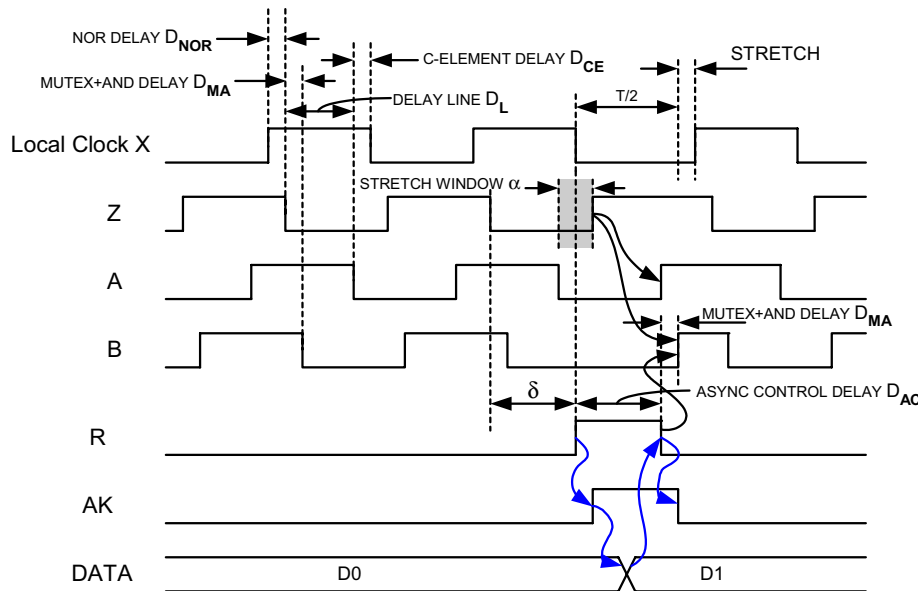 NOR DELAY DNOR
C-ELEMENT DELAY DCE
STRETCH
MUTEX+AND DELAY DMA
DELAY LINE DL
T/2
Local Clock X
STRETCH WINDOW α
Z
A
MUTEX+AND DELAY DMA
B
δ
ASYNC CONTROL DELAY DAC
R
AK
DATA
D0
D1